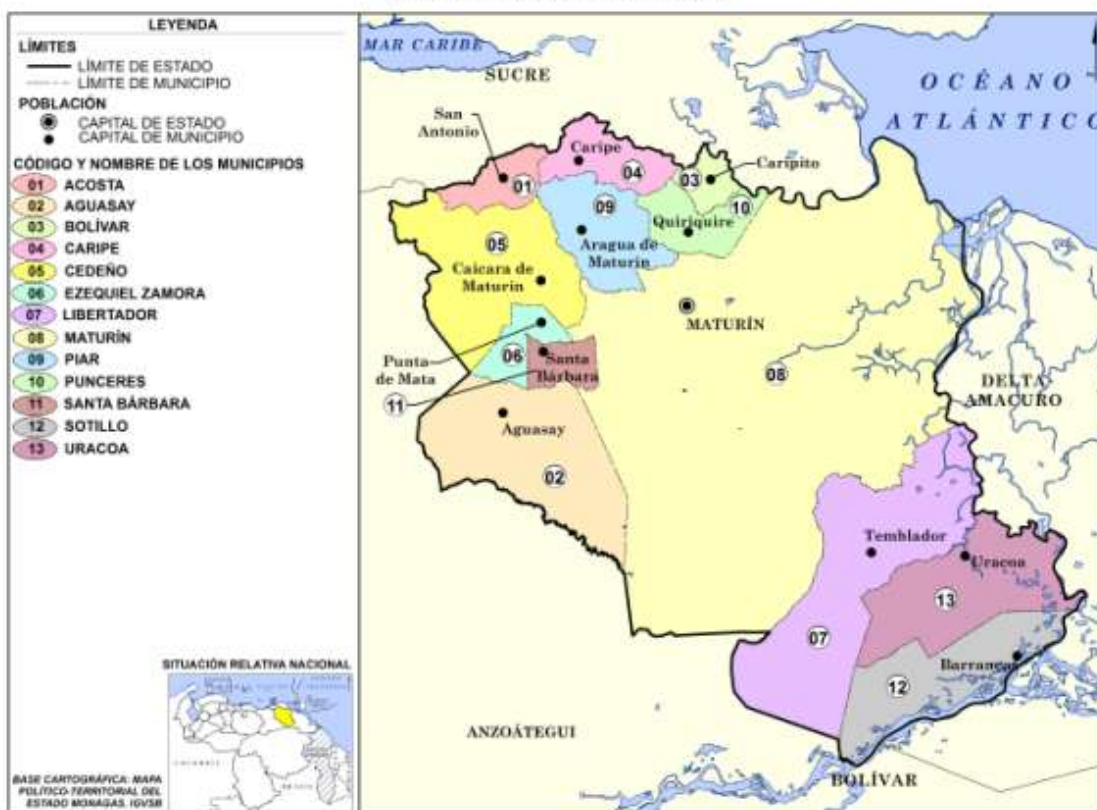 LEYENDA
LÍMITES
LÍMITE DE ESTADO
LÍMITE DE MUNICIPIO
POBLACIÓN
CAPITAL DE ESTADO
CAPITAL DE MUNICIPIO
CÓDIGO Y NOMBRE DE LOS MUNICIPIOS
01 ACOSTA
02 AGUASAY
03 BOLÍVAR
04 CARIPE
05 CEDEÑO
06 EZEQUIEL ZAMORA
07 LIBERTADOR
08 MATURÍN
09 PIAR
10 PUNCERES
11 SANTA BÁRBARA
12 SOTILLO
13 URACOA
SITUACIÓN RELATIVA NACIONAL
BASE CARTOGRÁFICA: MAPA
POLÍTICO-TERRITORIAL DEL
ESTADO MONAGAS. IGVSB
MAR CARIBE
SUCRE
OCÉANO
ATLÁNTICO
San
Antonio
Caripe
Caripito
01
04
03
09
10
Quiriquire
05
Aragua de
Maturín
Caicara de
Maturín
MATURÍN
Punta
de Mata
06
Santa
Bárbara
08
DELTA
AMACURO
11
Aguasay
02
Temblador
Uracoa
13
07
Barrancas
12
ANZOÁTEGUI
BOLÍVAR